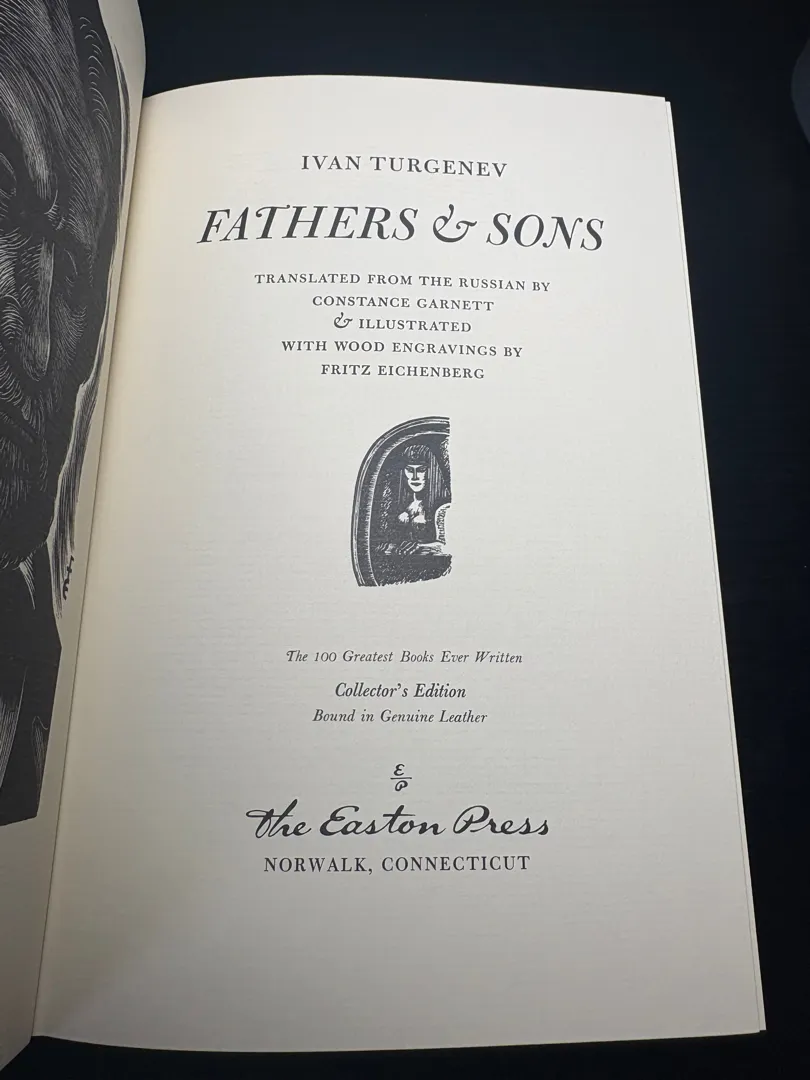 IVAN TURGENEV
FATHERS & SONS
TRANSLATED FROM THE RUSSIAN BY
CONSTANCE GARNETT
& ILLUSTRATED
WITH WOOD ENGRAVINGS BY
FRITZ EICHENBERG
The 100 Greatest Books Ever Written
Collector's Edition
Bound in Genuine Leather
E
P
The Easton Press
NORWALK, CONNECTICUT